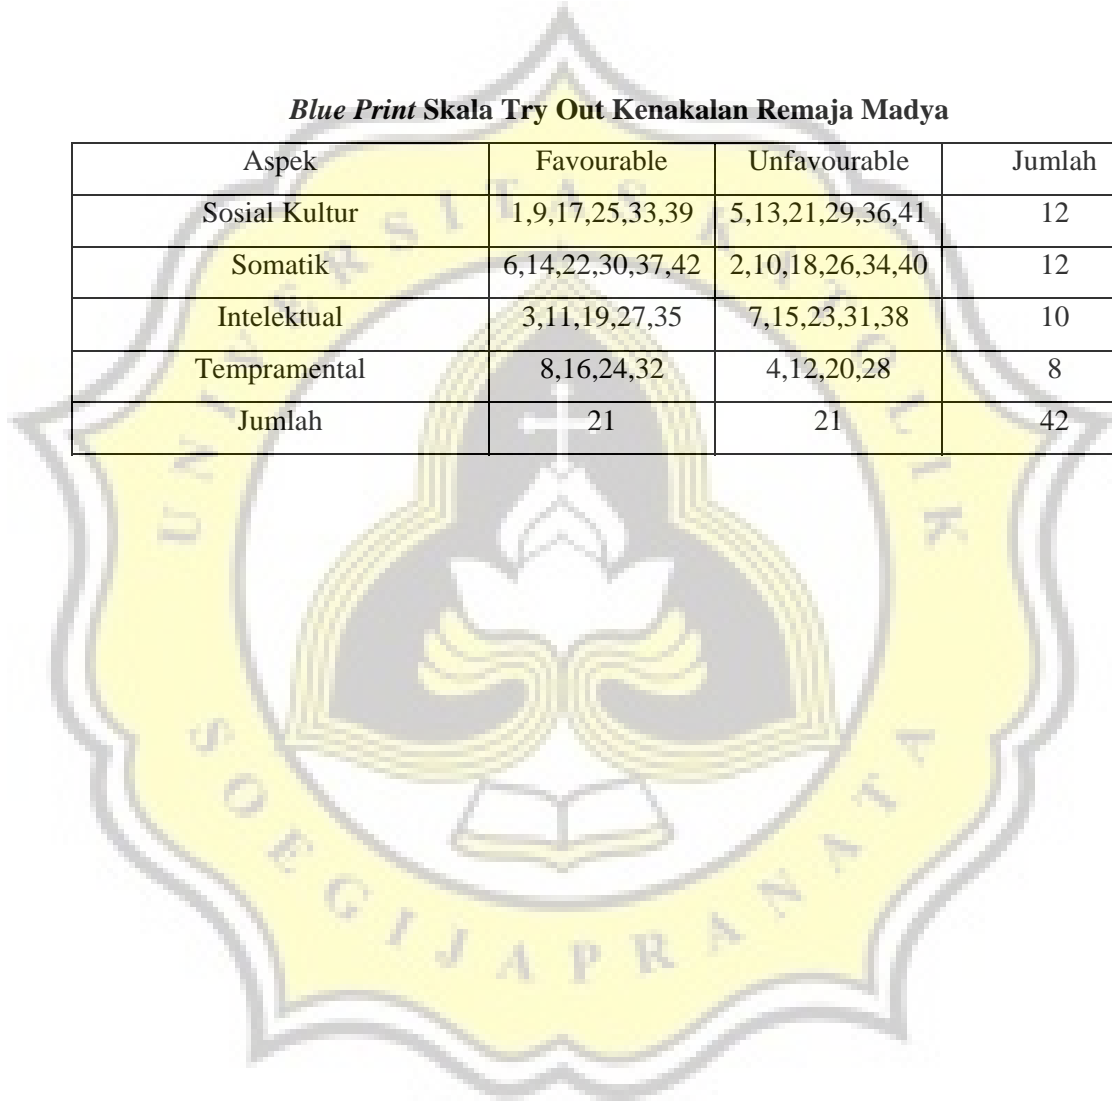 Blue Print Skala Try Out Kenakalan Remaja Madya
Aspek Favourable Unfavourable Jumlah
Sosial Kultur 1,9,17,25,33,39 5,13,21,29,36,41 12
Somatik 6,14,22,30,37,42 2,10,18,26,34,40 12
Intelektual 3,11,19,27,35 7,15,23,31,38 10
Tempramental 8,16,24,32 4,12,20,28 8
Jumlah 21 21 42
UNIVERSITAS KATOLIK
SOEGIJAPRANATA